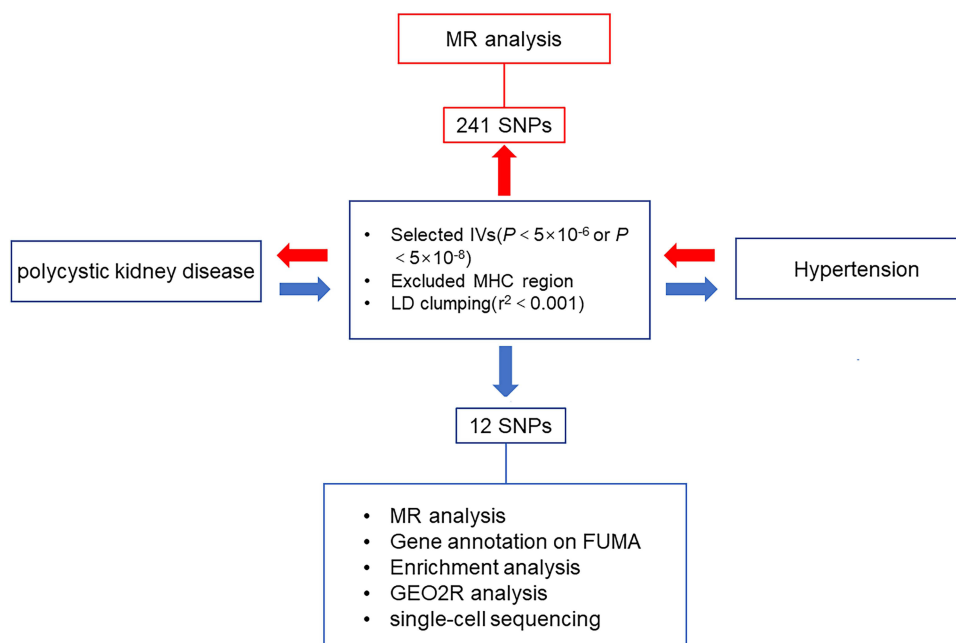 MR analysis
241 SNPs
• Selected IVs(P < 5×10⁻⁶ or P
< 5×10⁻⁸)
• Excluded MHC region
• LD clumping(r² < 0.001)
polycystic kidney disease
Hypertension
12 SNPs
• MR analysis
• Gene annotation on FUMA
• Enrichment analysis
• GEO2R analysis
• single-cell sequencing